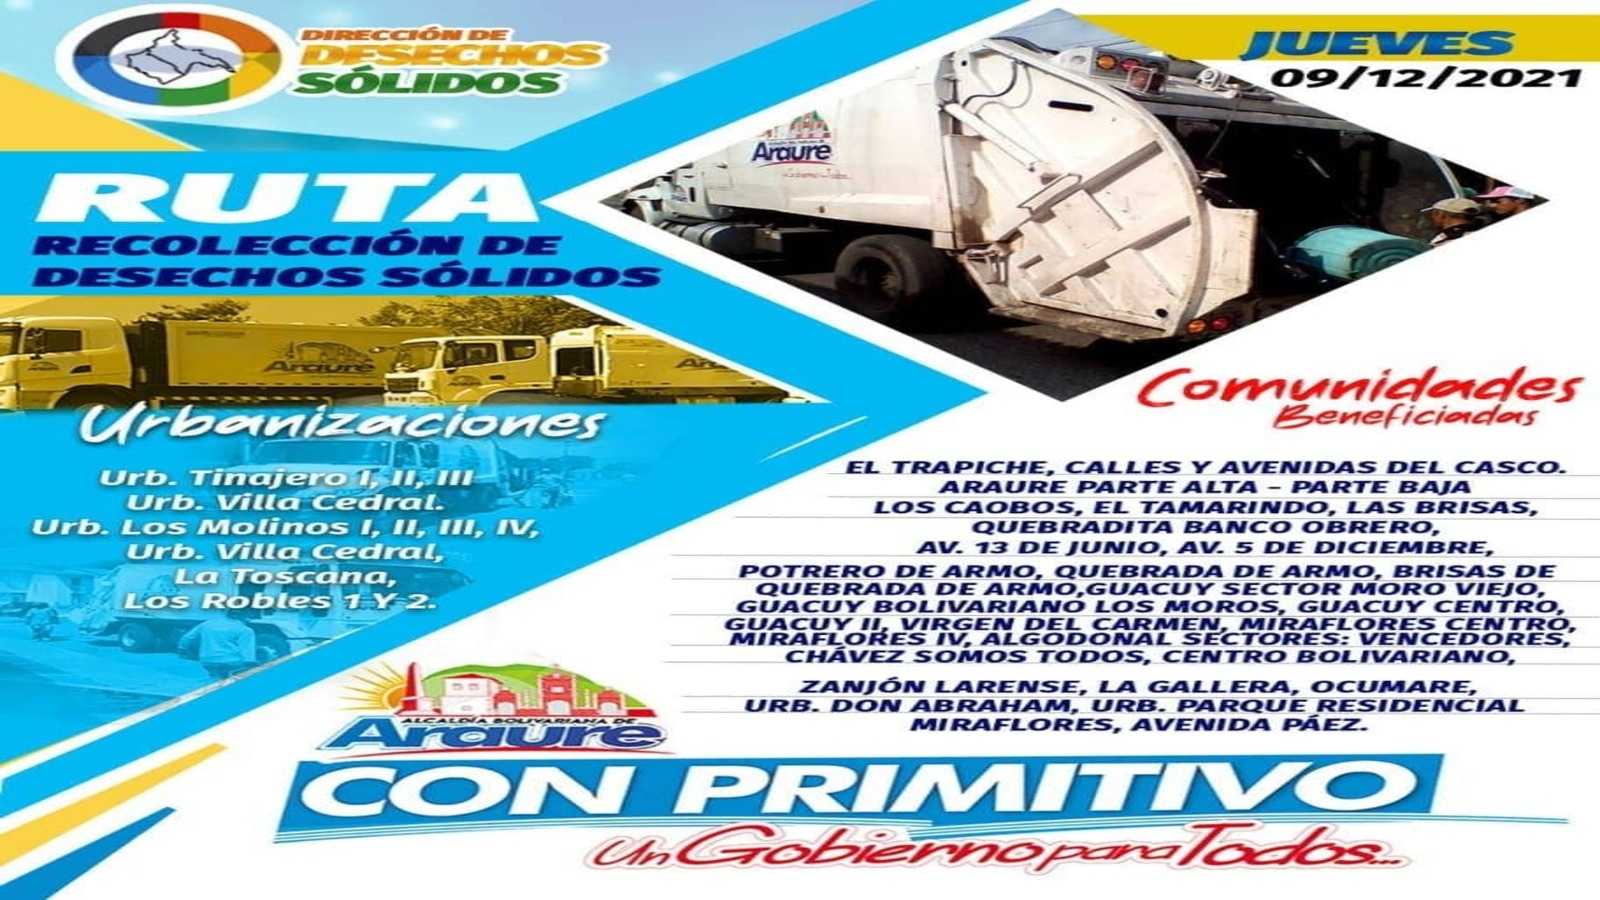 DIRECCIÓN DE
DESECHOS
SÓLIDOS
JUEVES
09/12/2021
Araure
RUTA
RECOLECCIÓN DE
DESECHOS SÓLIDOS
Araure
Urbanizaciones
Urb. Tinajero 1, II, III
Urb. Villa Cedral.
Urb. Los Molinos I, II, III, IV,
Urb. Villa Cedral,
La Toscana,
Los Robles 1 Y 2.
Comunidades
Beneficiadas
EL TRAPICHE, CALLES Y AVENIDAS DEL CASCO.
ARAURE PARTE ALTA - PARTE BAJA
LOS CAOBOS, EL TAMARINDO, LAS BRISAS,
QUEBRADITA BANCO OBRERO,
AV. 13 DE JUNIO, AV. 5 DE DICIEMBRE,
POTRERO DE ARMO, QUEBRADA DE ARMO, BRISAS DE
QUEBRADA DE ARMO,GUACUY SECTOR MORO VIEJO,
GUACUY BOLIVARIANO LOS MOROS, GUACUY CENTRO,
GUACUY II, VIRGEN DEL CARMEN, MIRAFLORES CENTRO,
MIRAFLORES IV, ALGODONAL SECTORES: VENCEDORES,
CHÁVEZ SOMOS TODOS, CENTRO BOLIVARIANO,
ZANJÓN LARENSE, LA GALLERA, OCUMARE,
URB. DON ABRAHAM, URB. PARQUE RESIDENCIAL
MIRAFLORES, AVENIDA PÁEZ.
ALCALDÍA BOLIVARIANA DE
Araure
CON PRIMITIVO
Un Gobierno para Todos...